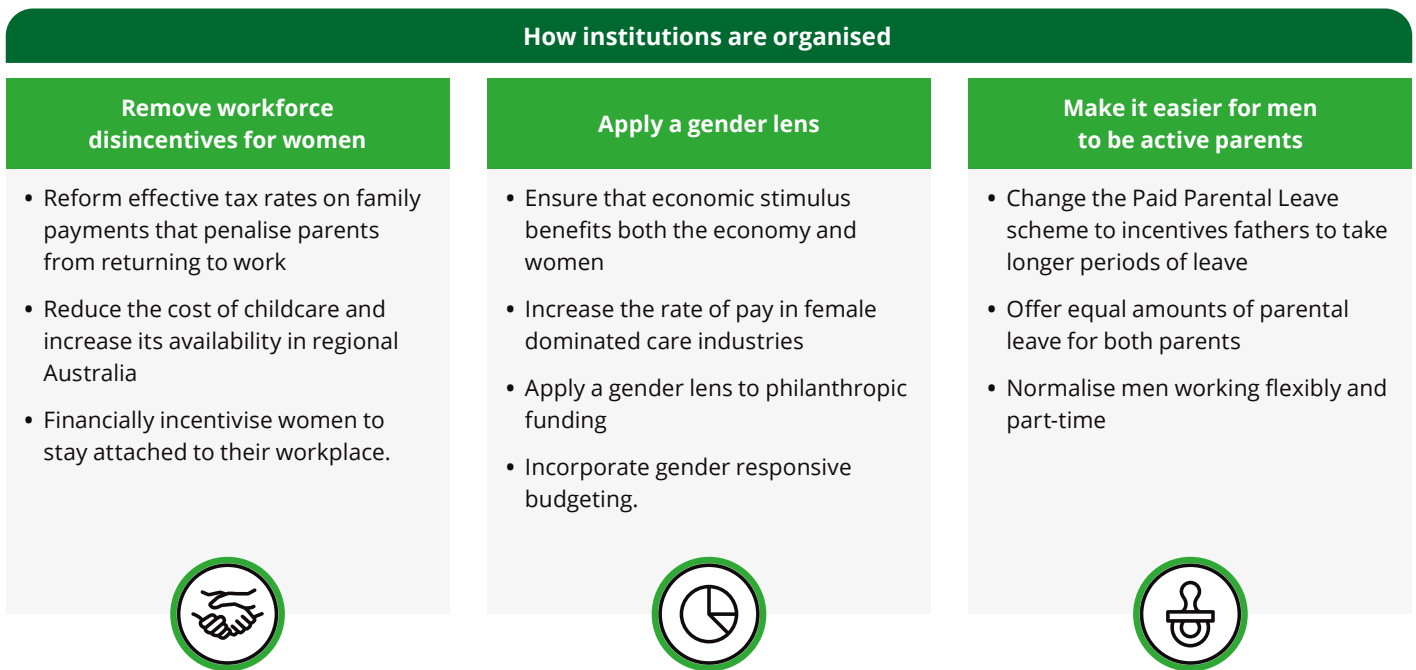 How institutions are organised
Remove workforce
disincentives for women
• Reform effective tax rates on family
payments that penalise parents
from returning to work
• Reduce the cost of childcare and
increase its availability in regional
Australia
• Financially incentivise women to
stay attached to their workplace.
Apply a gender lens
• Ensure that economic stimulus
benefits both the economy and
women
• Increase the rate of pay in female
dominated care industries
• Apply a gender lens to philanthropic
funding
• Incorporate gender responsive
budgeting.
Make it easier for men
to be active parents
• Change the Paid Parental Leave
scheme to incentives fathers to take
longer periods of leave
• Offer equal amounts of parental
leave for both parents
• Normalise men working flexibly and
part-time